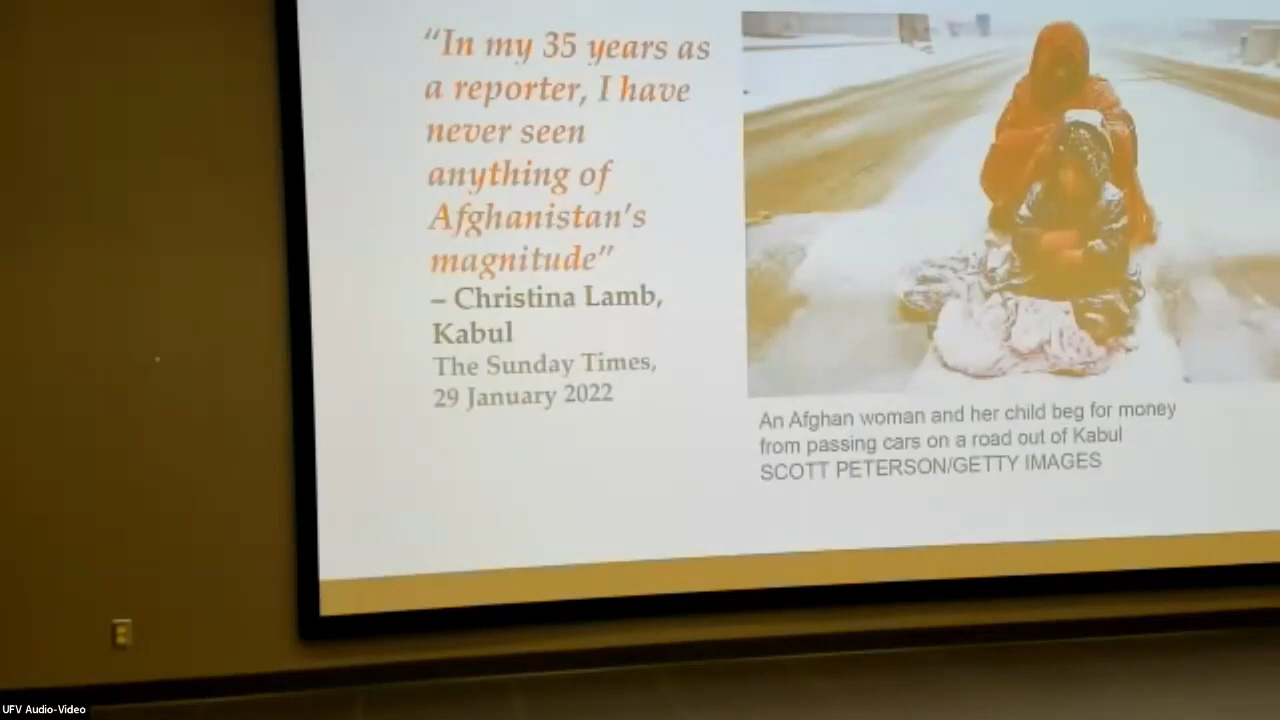 “In my 35 years as
a reporter, I have
never seen
anything of
Afghanistan’s
magnitude”
– Christina Lamb,
Kabul
The Sunday Times,
29 January 2022
An Afghan woman and her child beg for money
from passing cars on a road out of Kabul
SCOTT PETERSON/GETTY IMAGES
UFV Audio-Video